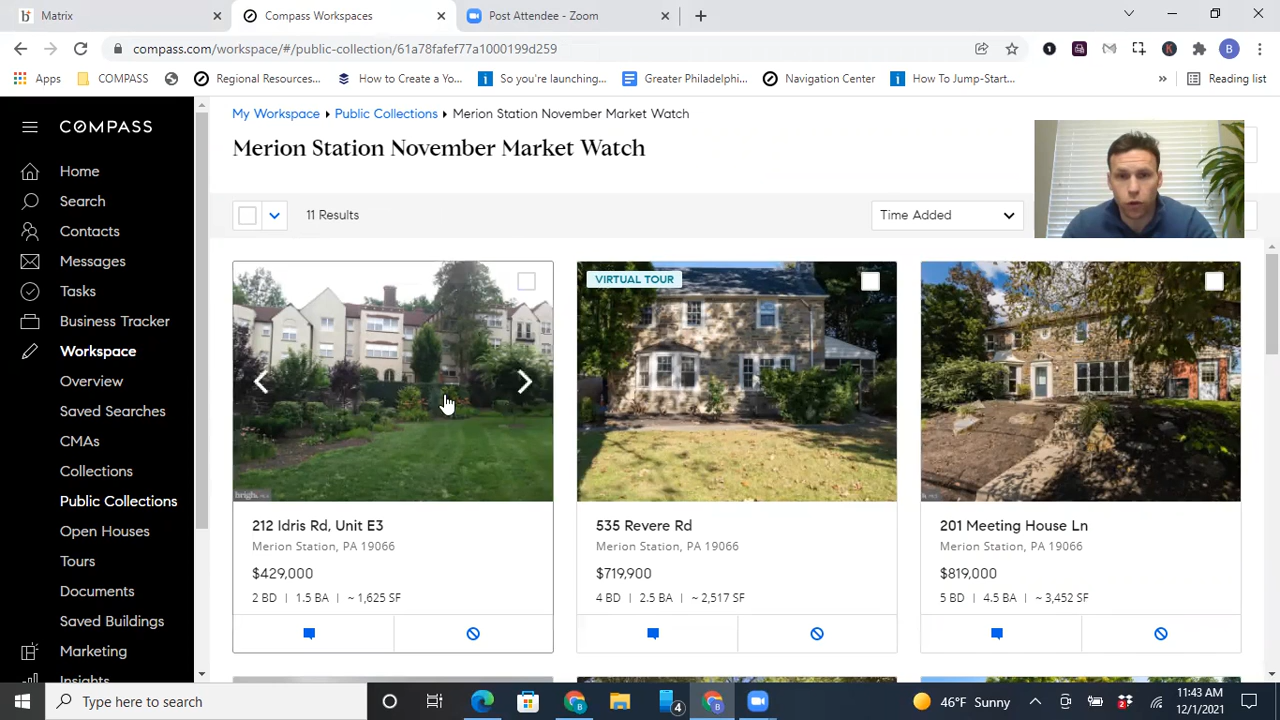 Matrix
Compass Workspaces
Post Attendee - Zoom
compass.com/workspace/#/public-collection/61a78fafef77a1000199d259
Apps
COMPASS
Regional Resources...
How to Create a Yo...
So you're launching...
Greater Philadelphi...
Navigation Center
How To Jump-Start...
Reading list
COMPASS
Home
Search
Contacts
Messages
Tasks
Business Tracker
Workspace
Overview
Saved Searches
CMAs
Collections
Public Collections
Open Houses
Tours
Documents
Saved Buildings
Marketing
Insights
My Workspace
Public Collections
Merion Station November Market Watch
Merion Station November Market Watch
11 Results
Time Added
212 Idris Rd, Unit E3
Merion Station, PA 19066
$429,000
2 BD | 1.5 BA | ~ 1,625 SF
VIRTUAL TOUR
535 Revere Rd
Merion Station, PA 19066
$719,900
4 BD | 2.5 BA | ~ 2,517 SF
201 Meeting House Ln
Merion Station, PA 19066
$819,000
5 BD | 4.5 BA | ~ 3,452 SF
Type here to search
4
46°F Sunny
2
11:43 AM
12/1/2021